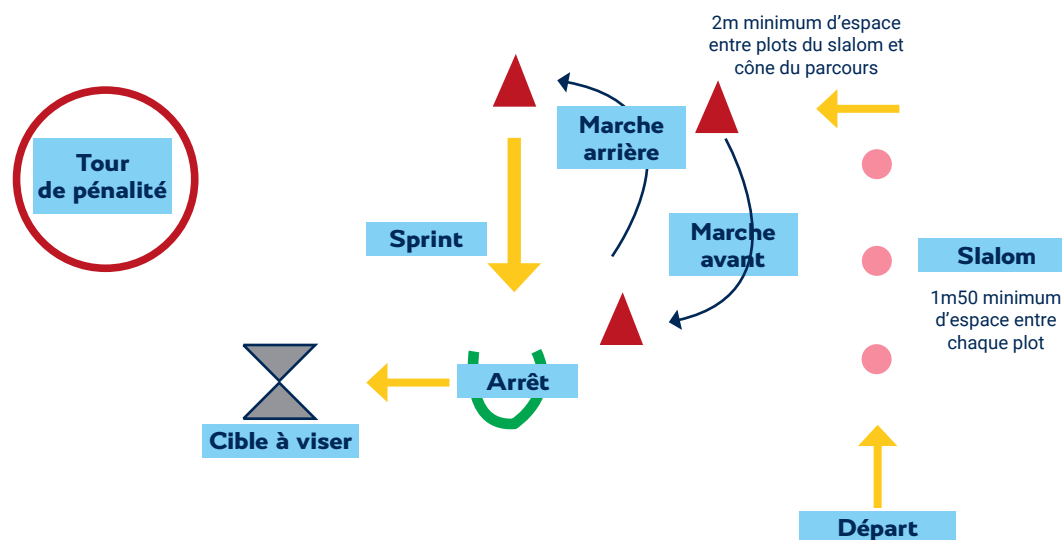 2m minimum d’espace
entre plots du slalom et
cône du parcours
Marche
arrière
Tour
de pénalité
Sprint
Marche
avant
Slalom
1m50 minimum
d’espace entre
chaque plot
Arrêt
Cible à viser
Départ